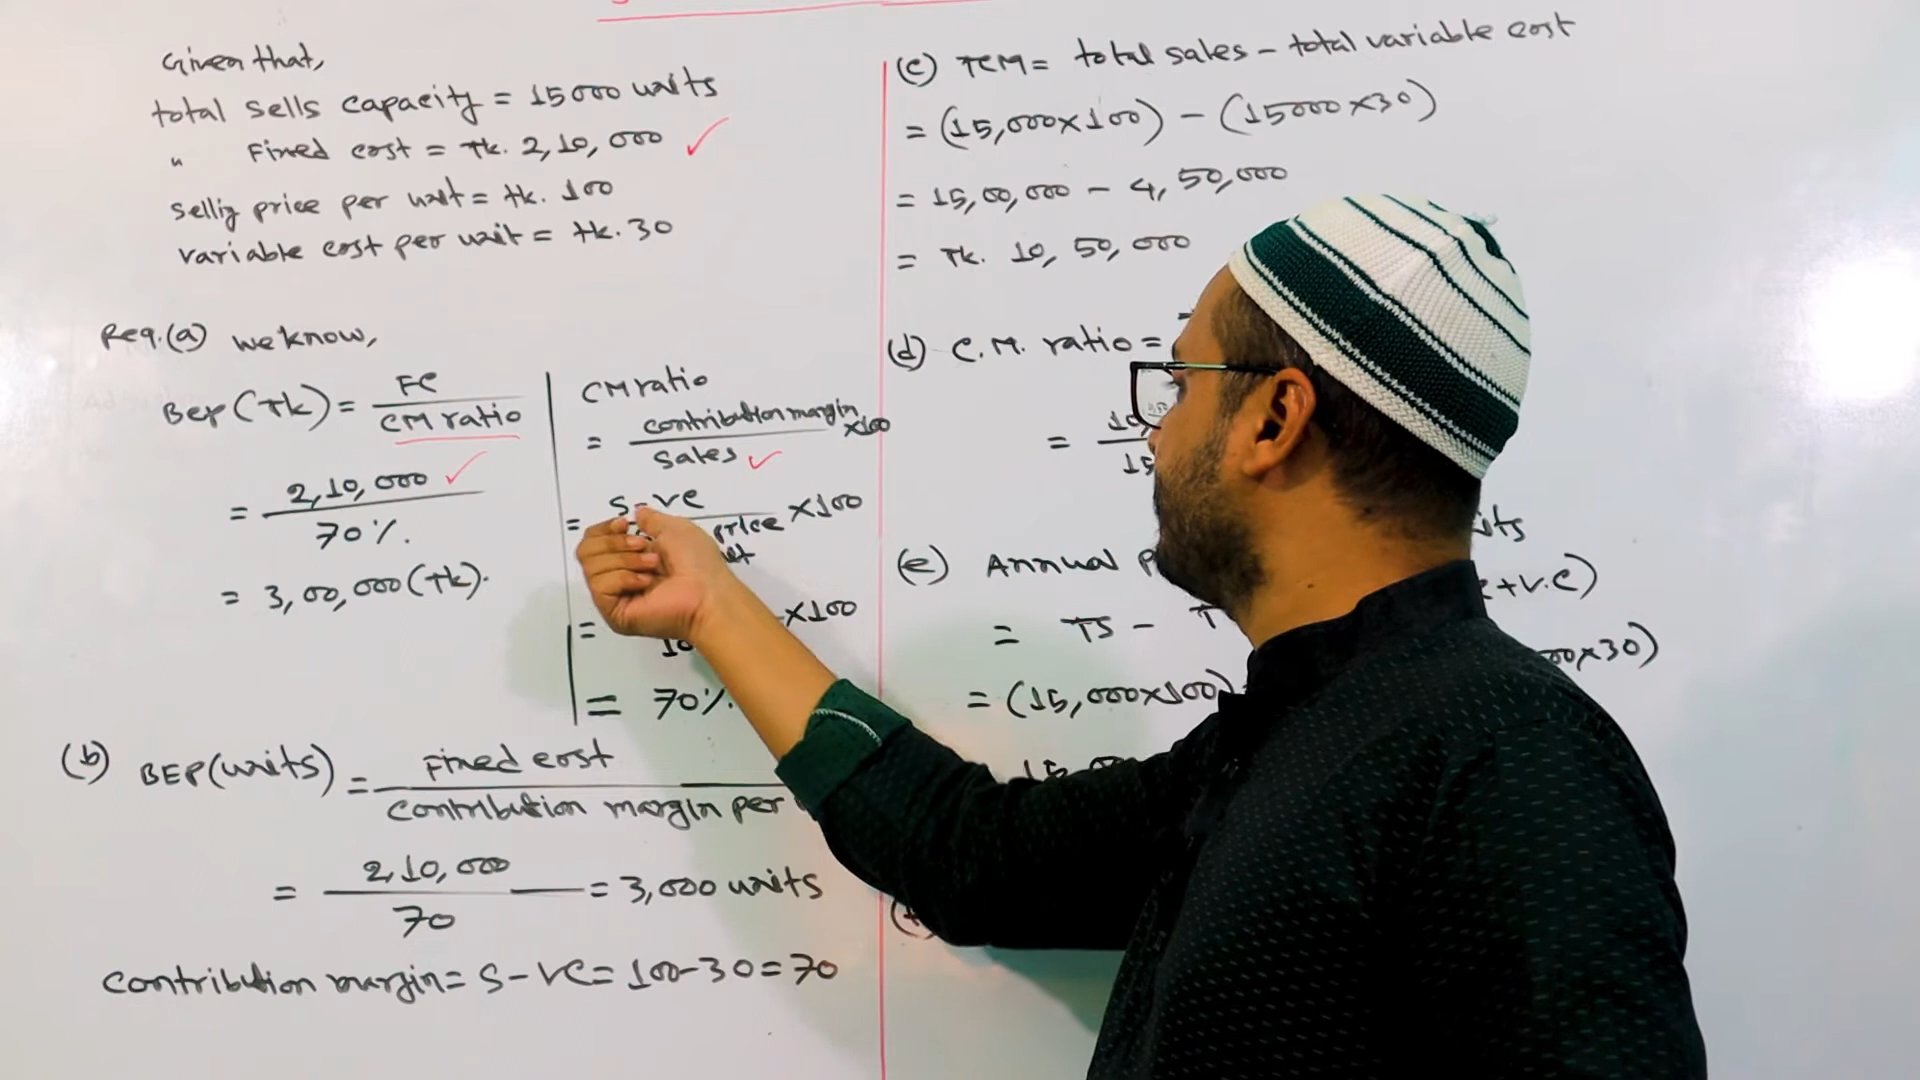 Given that,
total sells capacity = 15000 units
" Fixed cost = Tk. 2,10,000 ✓
sellig price per unit = tk. 100
variable cost per unit = tk. 30
Req.(a) we know,
BEP (Tk) = FC / CM ratio
= 2,10,000 / 70% ✓
= 3,00,000 (Tk).
CM ratio
= contribution margin / sales ×100 ✓
= S-VC / price ×100
= ×100
= 70%
(b) BEP(units) = Fixed cost / contribution margin per
= 2,10,000 / 70 = 3,000 units
contribution margin = S-VC = 100-30 = 70
(c) TCM = total sales - total variable cost
= (15,000×100) - (15000×30)
= 15,00,000 - 4,50,000
= Tk. 10,50,000
(d) C.M. ratio =
=
(e) Annual
+V.C)
= TS -
= (15,000×100) ×30)